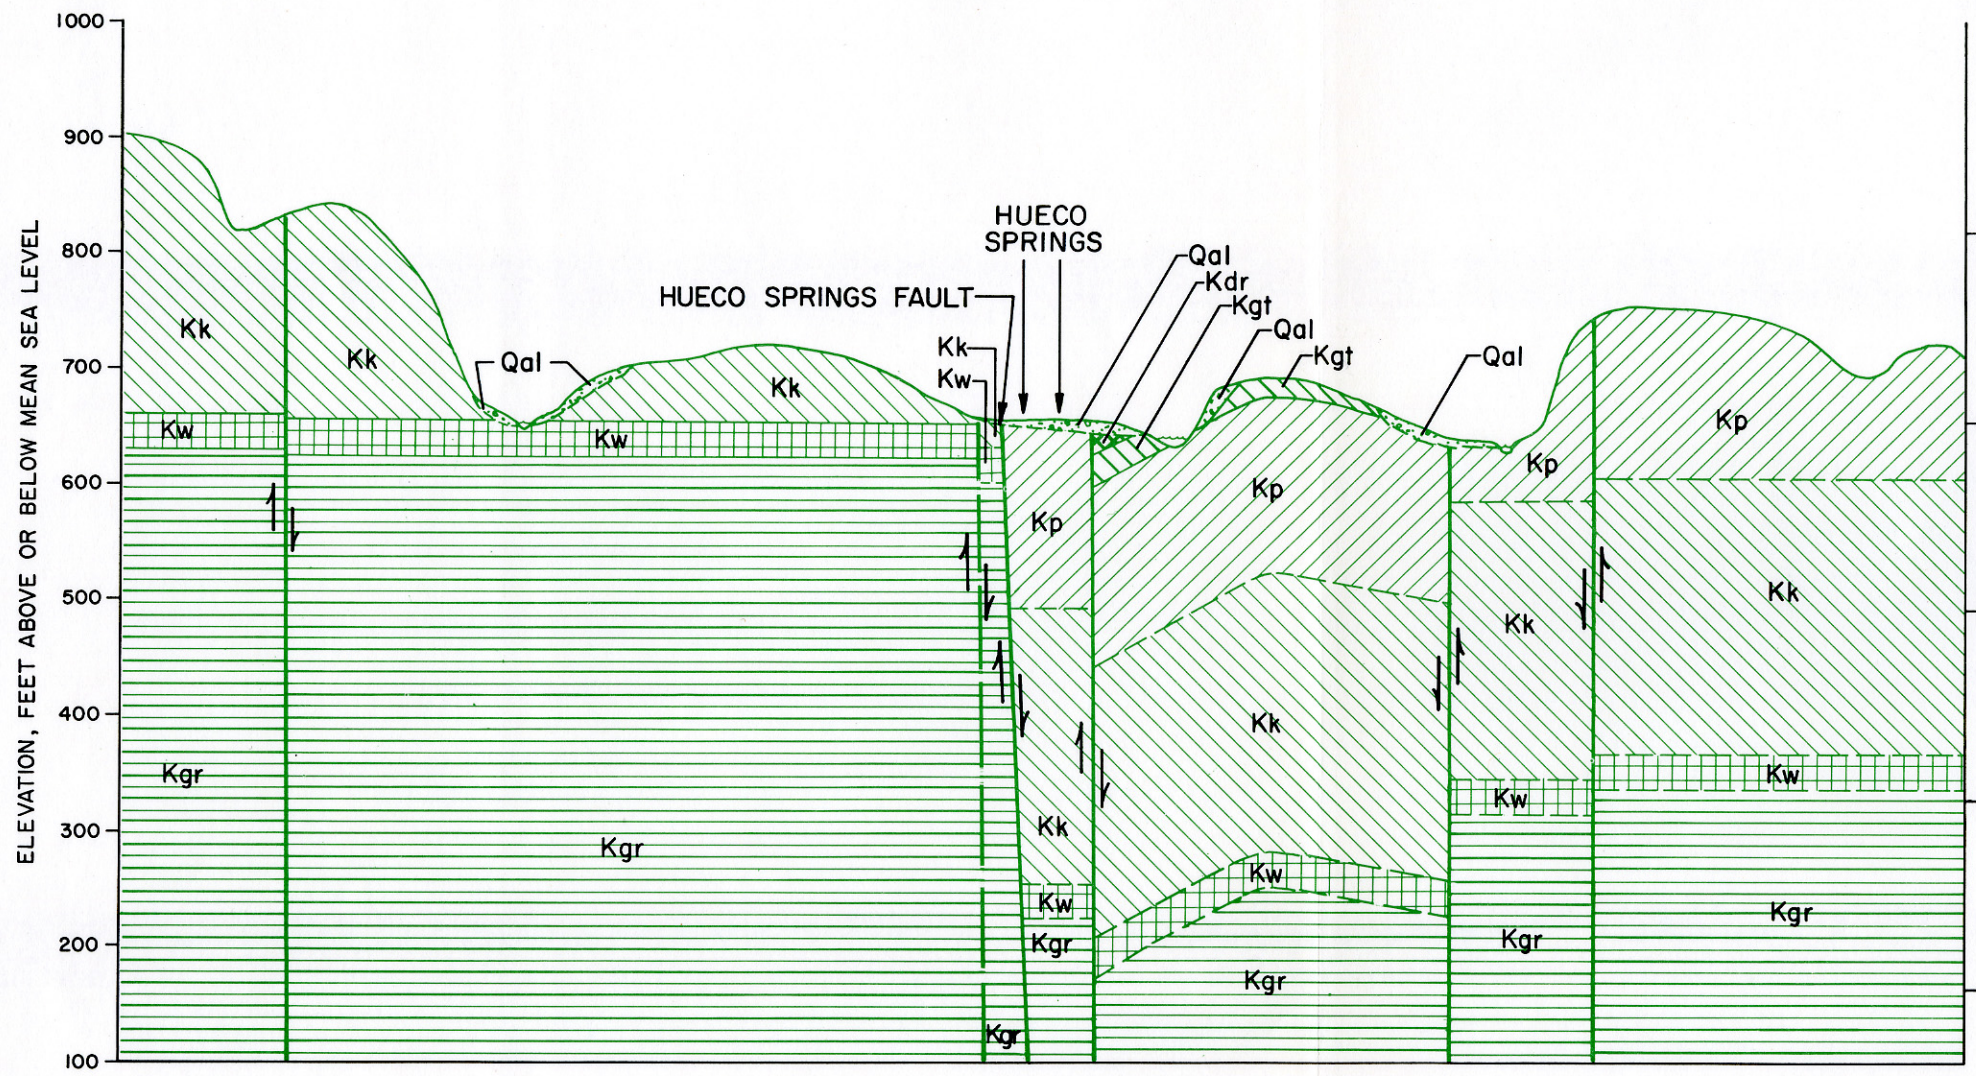 1000
900
800
700
600
500
400
300
200
100
ELEVATION, FEET ABOVE OR BELOW MEAN SEA LEVEL
HUECO
SPRINGS
HUECO SPRINGS FAULT
Qal
Kdr
Kgt
Qal
Kgt
Qal
Kk
Kw
Qal
Kk
Kk
Kk
Kw
Kw
Kp
Kp
Kp
Kp
Kk
Kk
Kk
Kk
Kw
Kw
Kw
Kw
Kgr
Kgr
Kgr
Kgr
Kgr
Kgr
Kgr